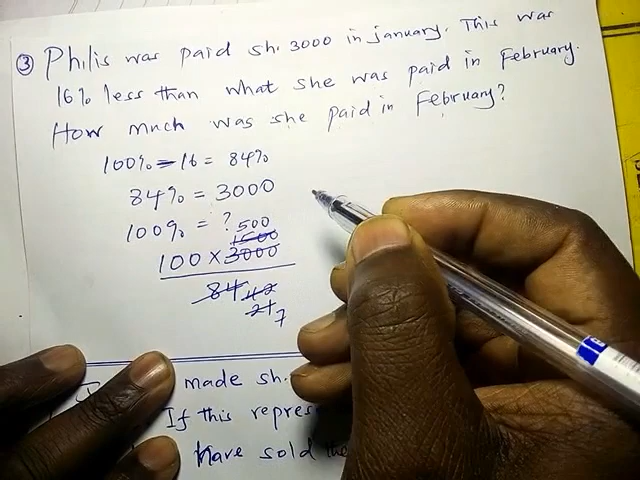 ③ Philis was paid sh. 3000 in january. This was
16% less than what she was paid in February.
How much was she paid in February?
100% - 16 = 84%
84% = 3000
100% = ?
500
1500
100 × 3000
84 42
21 7
made sh.
If this repres
have sold the